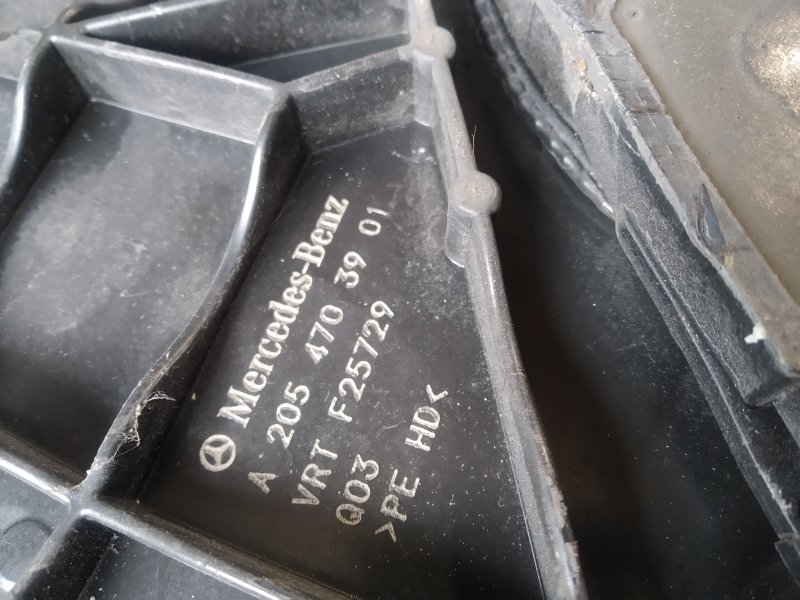 Mercedes-Benz
A 205 470 39 01
VRT F25729
Q03
>PE HD<